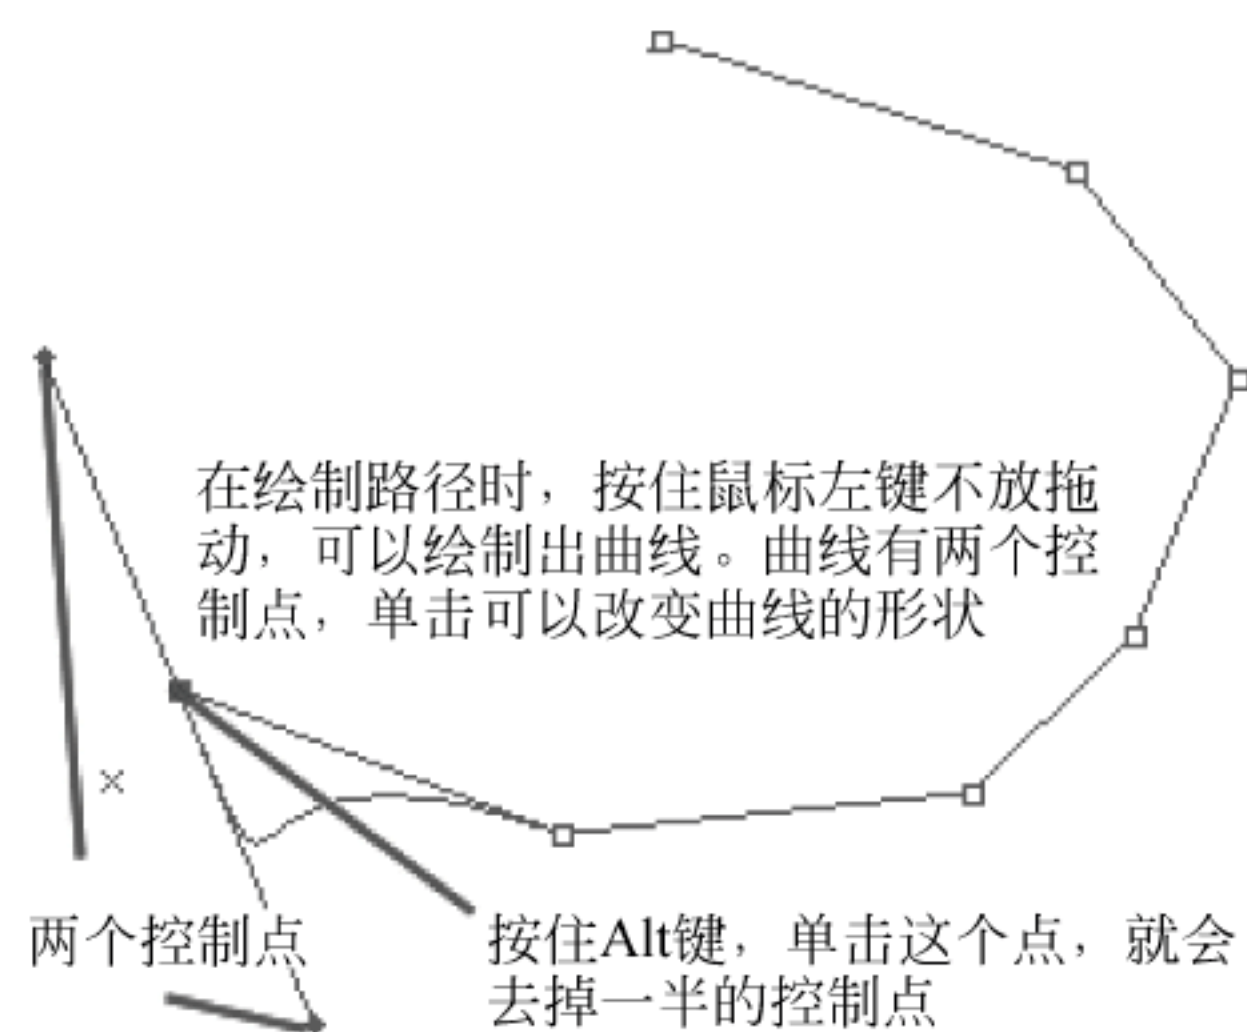 在绘制路径时，按住鼠标左键不放拖
动，可以绘制出曲线。曲线有两个控
制点，单击可以改变曲线的形状
两个控制点
按住Alt键，单击这个点，就会
去掉一半的控制点